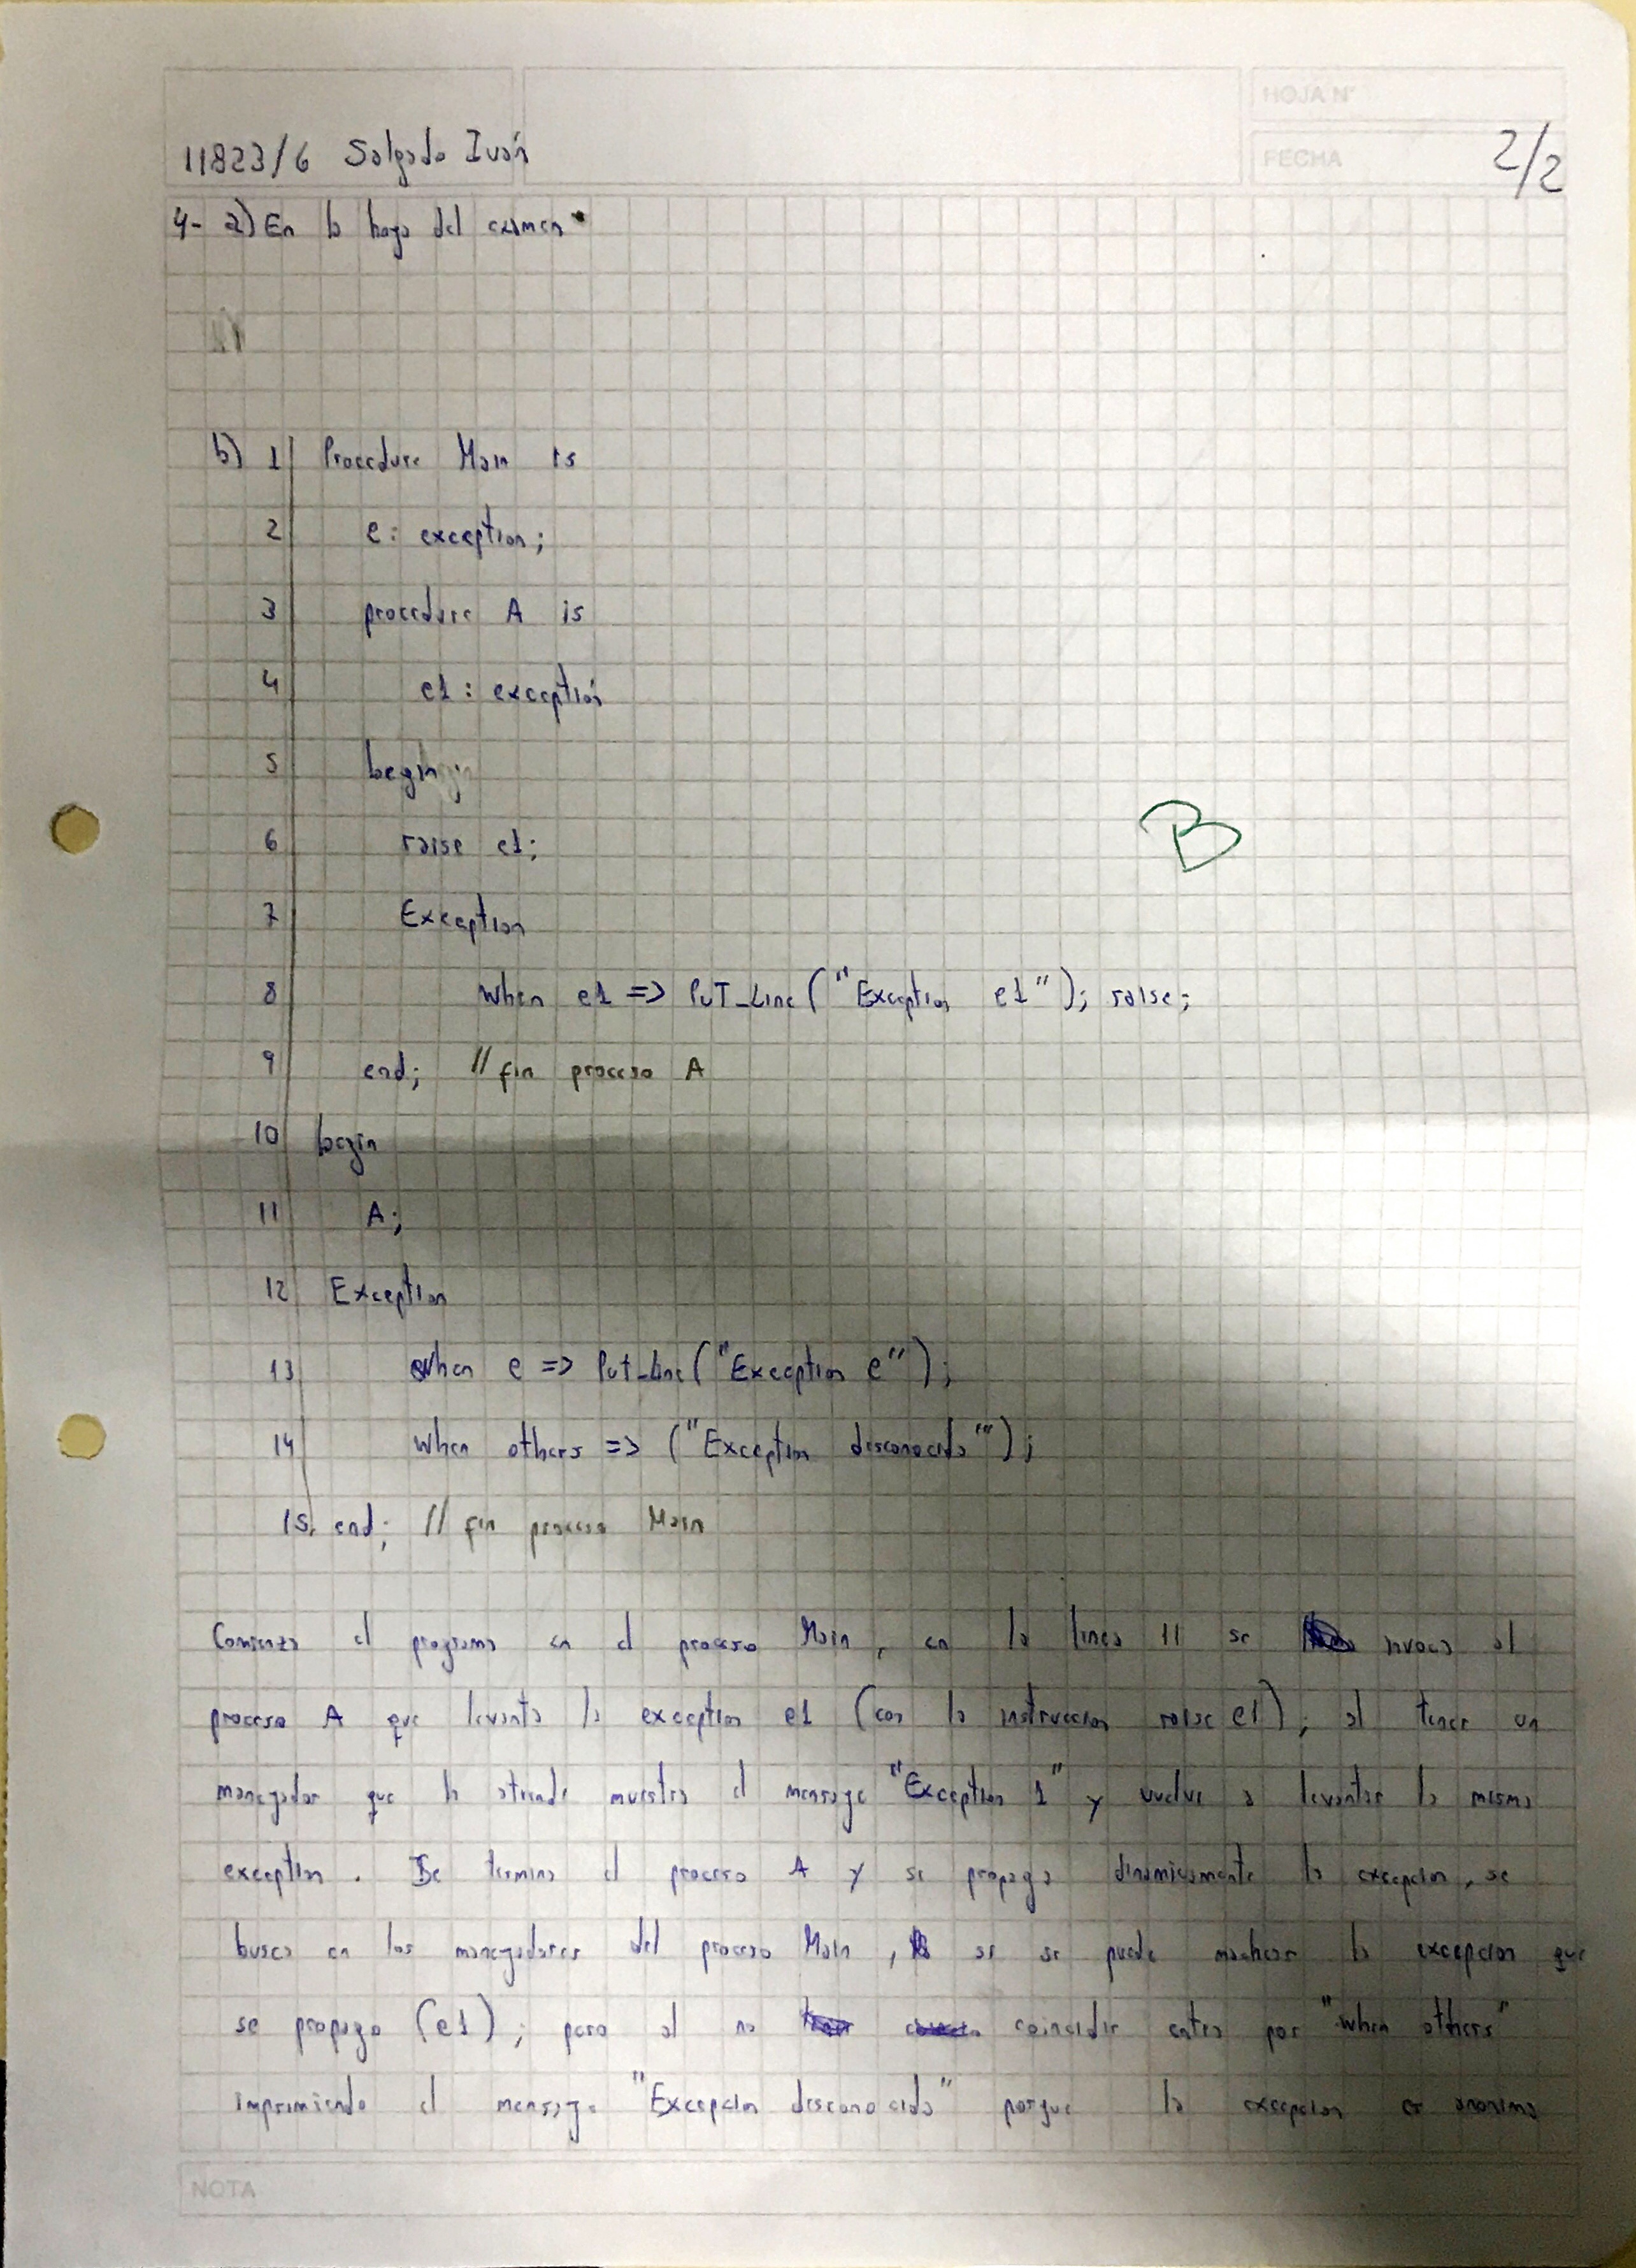 HOJA N°
11823/6 Salgado Iván
FECHA
2/2
4- a) En la hoja del examen
b) 1 Procedure Main is
2 e: exception;
3 procedure A is
4 e1: exception
5 begin;
6 raise e1;
7 Exception
8 When e1 => PuT_Line("Exception e1"); raise;
9 end; // fin proceso A
10 begin
11 A;
12 Exception
13 When e => Put_Line("Exception e");
14 When others => ("Exception desconocida");
15 end; // fin proceso Main
B
Comienza el programa en el proceso Main, en la linea 11 se invoca al
proceso A que levanta la exception e1 (con la instruccion raise e1); al tener un
manejador que la atiende muestra el mensaje "Exception 1" y vuelve a levantar la misma
exception. Se termina el proceso A y se propaga dinamicamente la excepcion, se
busca en los manejadores del proceso Main, si se puede machear la excepcion que
se propago (e1); pero al no coincidir entra por "when others"
imprimiendo el mensaje "Excepcion desconocida" porque la excepcion es anonima
NOTA